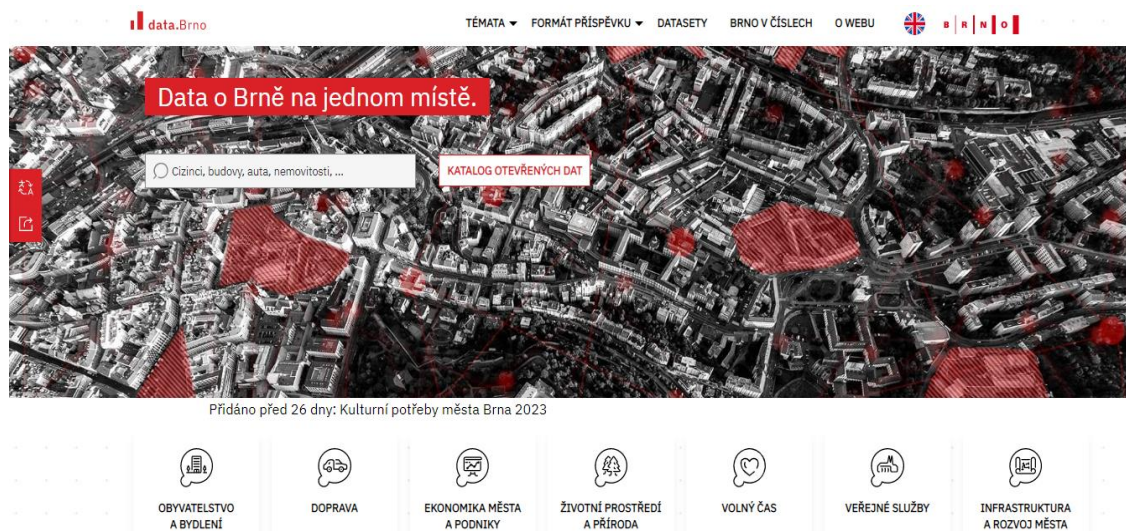 data.Brno
TÉMATA FORMÁT PŘÍSPĚVKU DATASETY BRNO V ČÍSLECH O WEBU BRNO
Data o Brně na jednom místě.
Cizinci, budovy, auta, nemovitosti, ...
KATALOG OTEVŘENÝCH DAT
Přidáno před 26 dny: Kulturní potřeby města Brna 2023
OBYVATELSTVO
A BYDLENÍ
DOPRAVA
EKONOMIKA MĚSTA
A PODNIKY
ŽIVOTNÍ PROSTŘEDÍ
A PŘÍRODA
VOLNÝ ČAS
VEŘEJNÉ SLUŽBY
INFRASTRUKTURA
A ROZVOJ MĚSTA